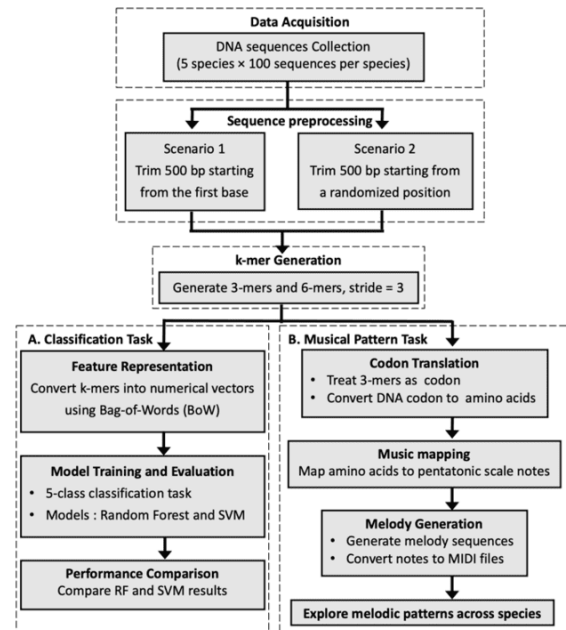 Data Acquisition
DNA sequences Collection
(5 species × 100 sequences per species)
Sequence preprocessing
Scenario 1
Trim 500 bp starting
from the first base
Scenario 2
Trim 500 bp starting from
a randomized position
k-mer Generation
Generate 3-mers and 6-mers, stride = 3
A. Classification Task
Feature Representation
Convert k-mers into numerical vectors
using Bag-of-Words (BoW)
Model Training and Evaluation
• 5-class classification task
• Models : Random Forest and SVM
Performance Comparison
Compare RF and SVM results
B. Musical Pattern Task
Codon Translation
• Treat 3-mers as codon
• Convert DNA codon to amino acids
Music mapping
Map amino acids to pentatonic scale notes
Melody Generation
• Generate melody sequences
• Convert notes to MIDI files
Explore melodic patterns across species